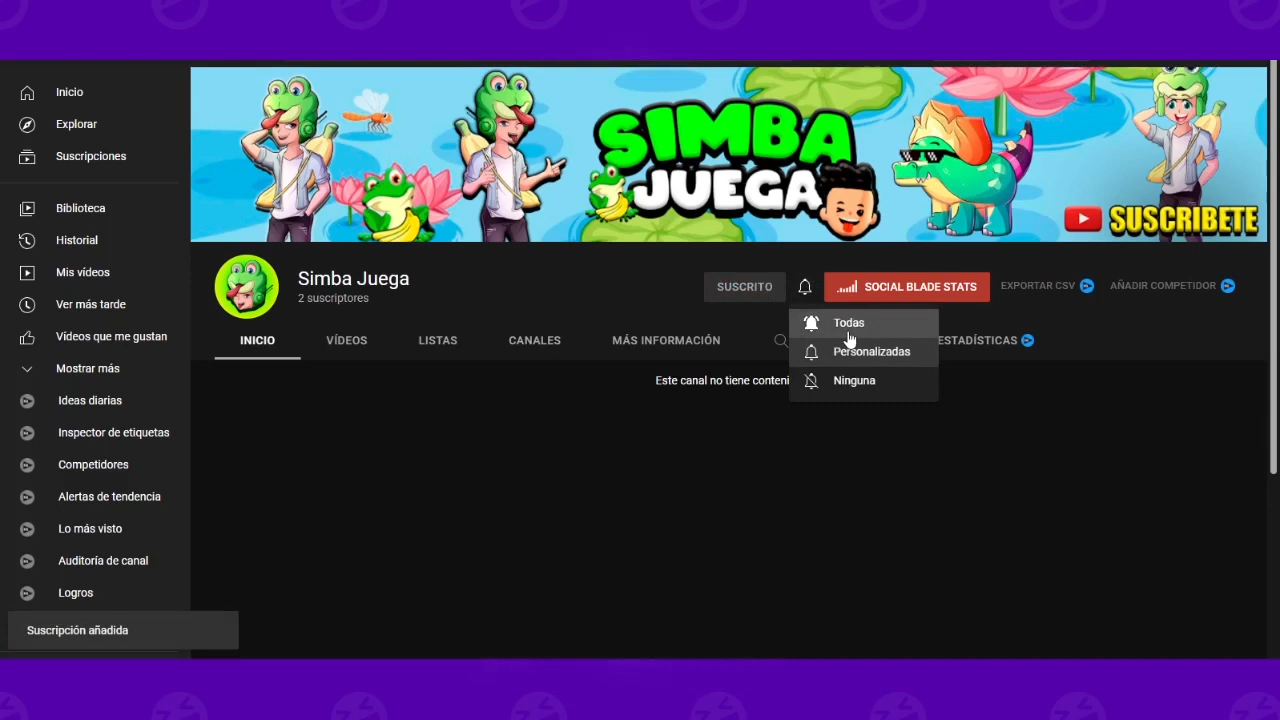 Inicio
Explorar
Suscripciones
Biblioteca
Historial
Mis vídeos
Ver más tarde
Vídeos que me gustan
Mostrar más
Ideas diarias
Inspector de etiquetas
Competidores
Alertas de tendencia
Lo más visto
Auditoría de canal
Logros
Suscripción añadida
SIMBA
JUEGA
SUSCRIBETE
Simba Juega
2 suscriptores
SUSCRITO
SOCIAL BLADE STATS
EXPORTAR CSV
AÑADIR COMPETIDOR
INICIO
VÍDEOS
LISTAS
CANALES
MÁS INFORMACIÓN
ESTADÍSTICAS
Todas
Personalizadas
Ninguna
Este canal no tiene conteni